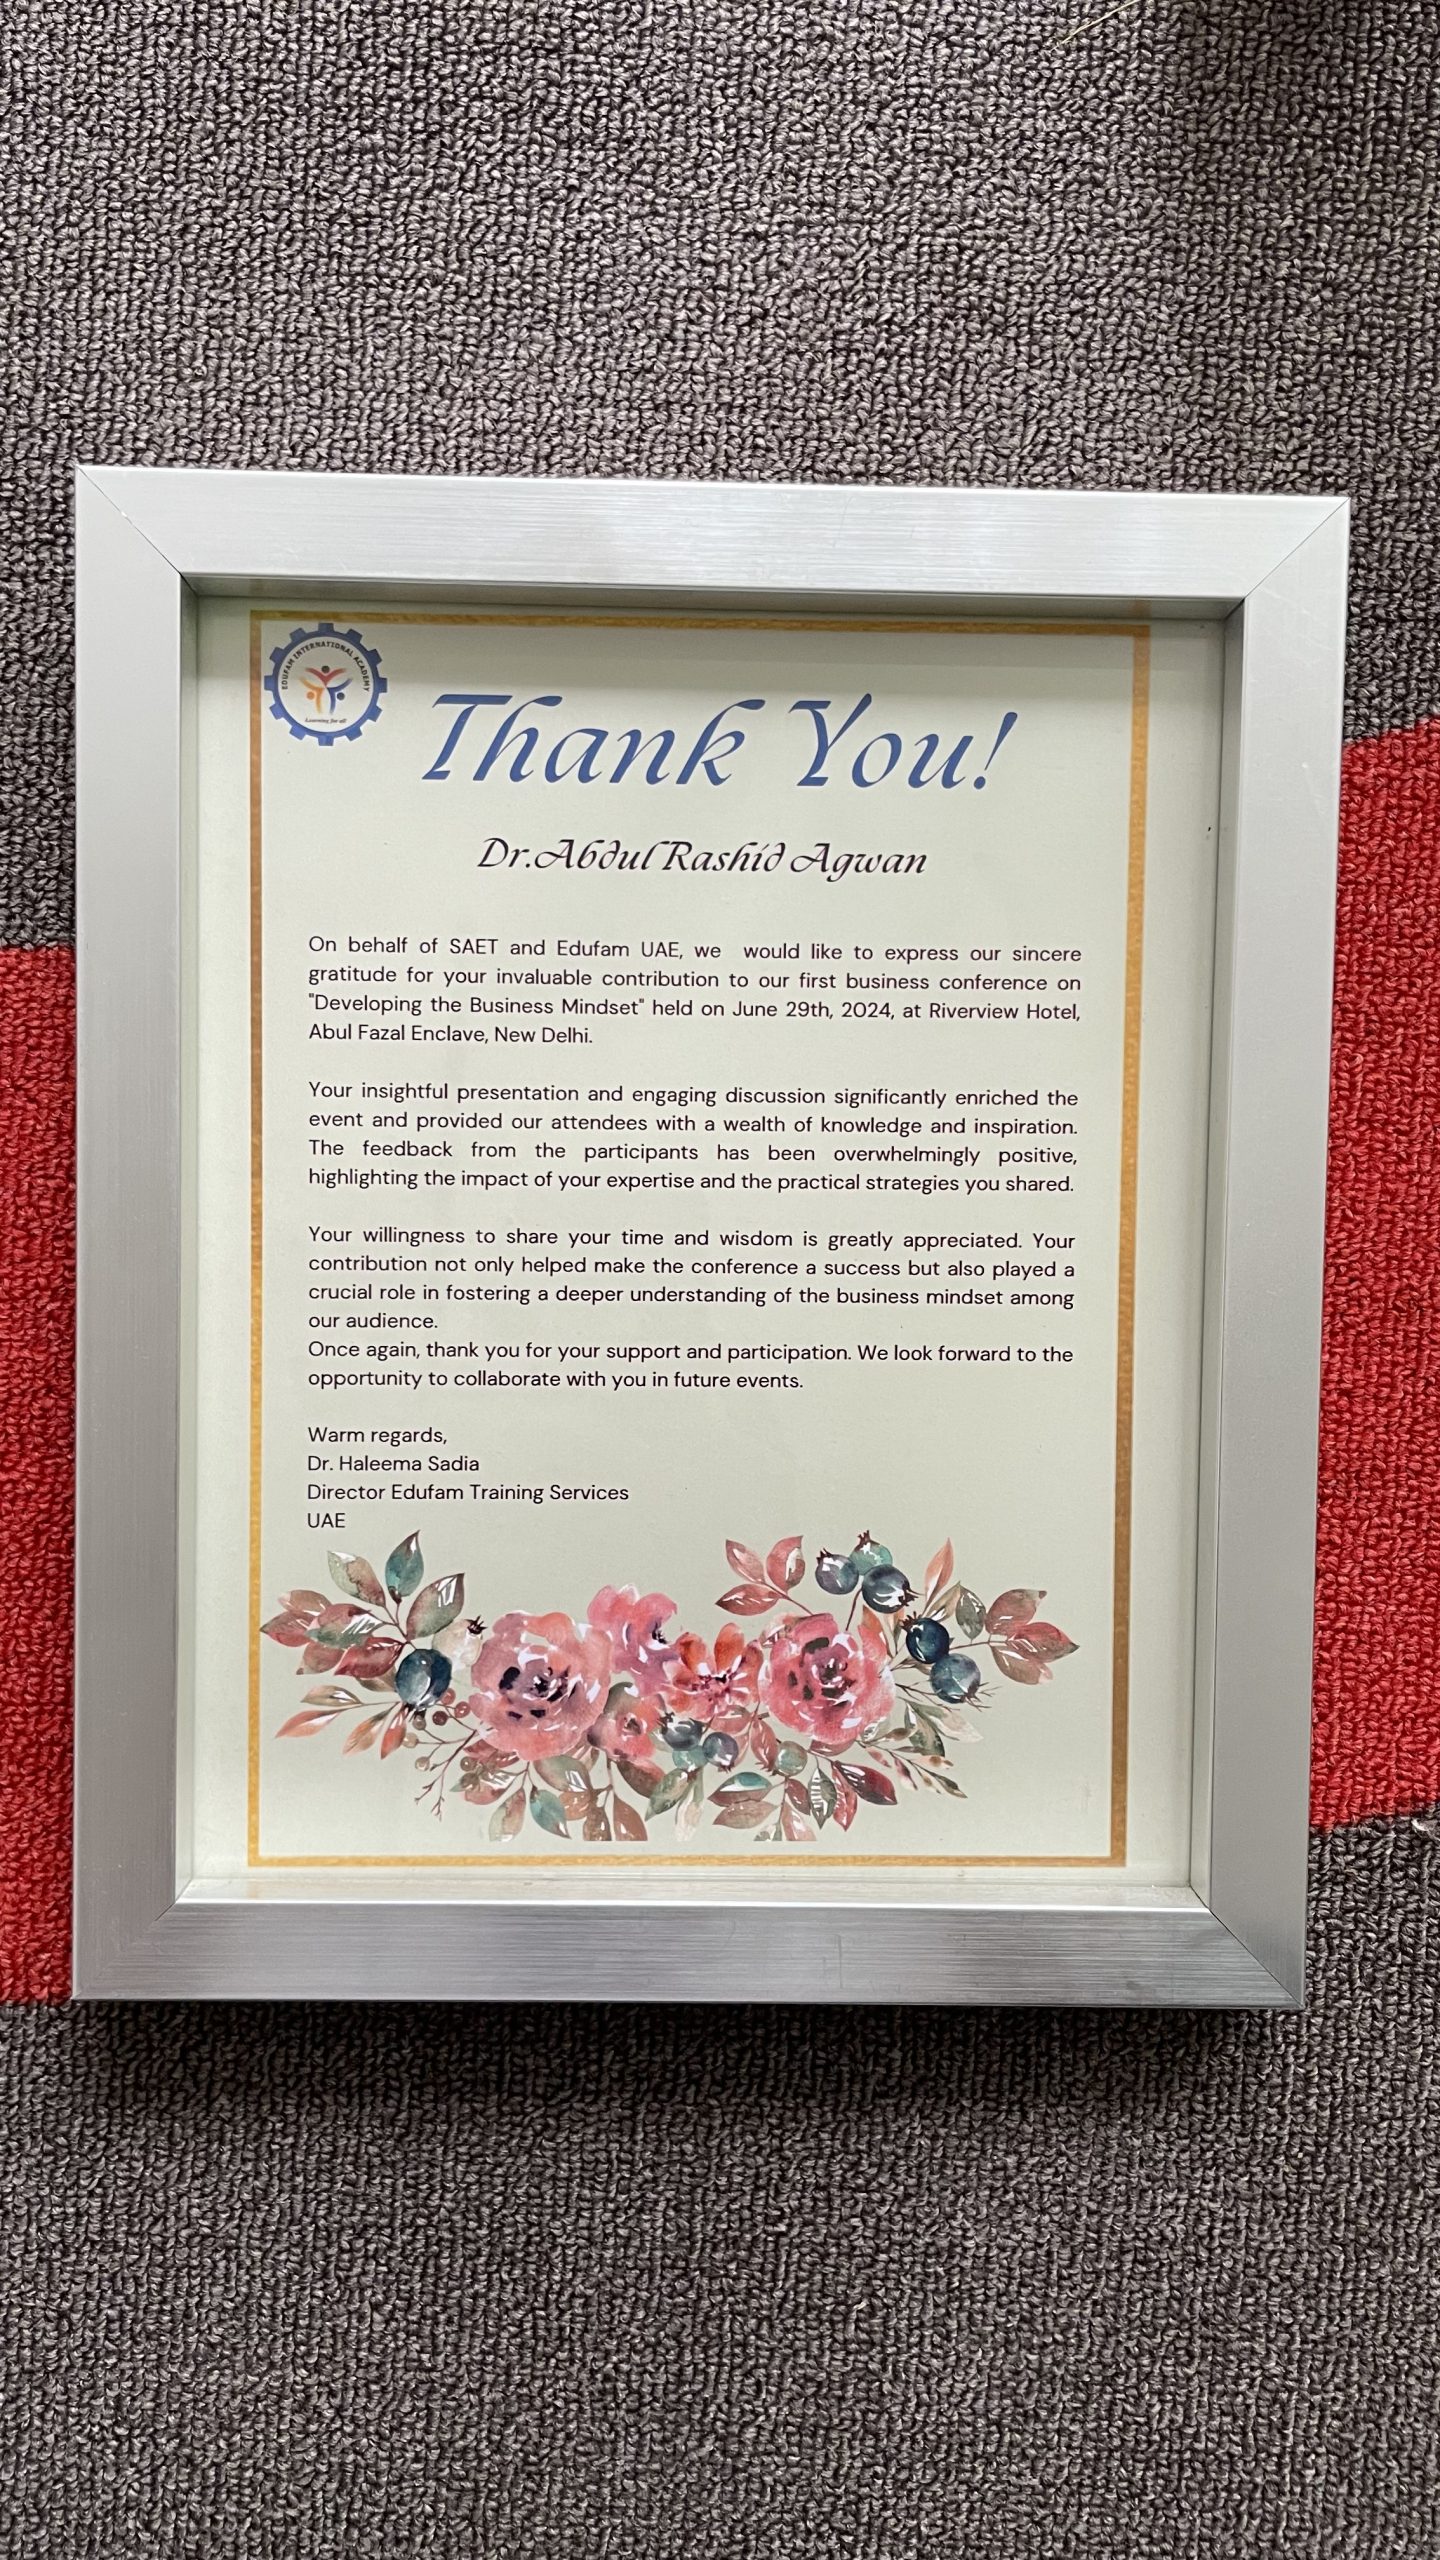 EDUFAM INTERNATIONAL ACADEMY
Learning for all
Thank You!
Dr.Abdul Rashid Agwan
On behalf of SAET and Edufam UAE, we would like to express our sincere
gratitude for your invaluable contribution to our first business conference on
"Developing the Business Mindset" held on June 29th, 2024, at Riverview Hotel,
Abul Fazal Enclave, New Delhi.
Your insightful presentation and engaging discussion significantly enriched the
event and provided our attendees with a wealth of knowledge and inspiration.
The feedback from the participants has been overwhelmingly positive,
highlighting the impact of your expertise and the practical strategies you shared.
Your willingness to share your time and wisdom is greatly appreciated. Your
contribution not only helped make the conference a success but also played a
crucial role in fostering a deeper understanding of the business mindset among
our audience.
Once again, thank you for your support and participation. We look forward to the
opportunity to collaborate with you in future events.
Warm regards,
Dr. Haleema Sadia
Director Edufam Training Services
UAE